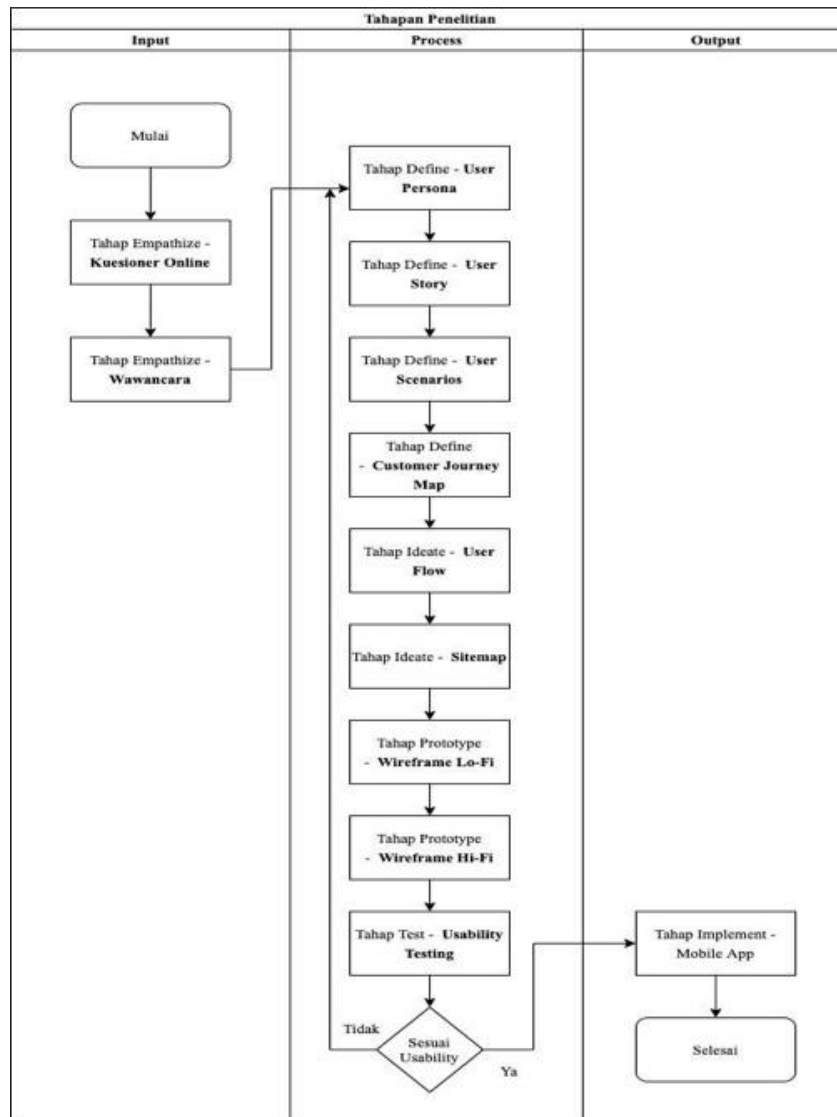 Tahapan Penelitian
Input
Process
Output
Mulai
Tahap Empathize -
Kuesioner Online
Tahap Empathize -
Wawancara
Tahap Define - User
Persona
Tahap Define - User
Story
Tahap Define - User
Scenarios
Tahap Define
- Customer Journey
Map
Tahap Ideate - User
Flow
Tahap Ideate - Sitemap
Tahap Prototype
- Wireframe Lo-Fi
Tahap Prototype
- Wireframe Hi-Fi
Tahap Test - Usability
Testing
Tidak
Sesuai
Usability
Ya
Tahap Implement -
Mobile App
Selesai